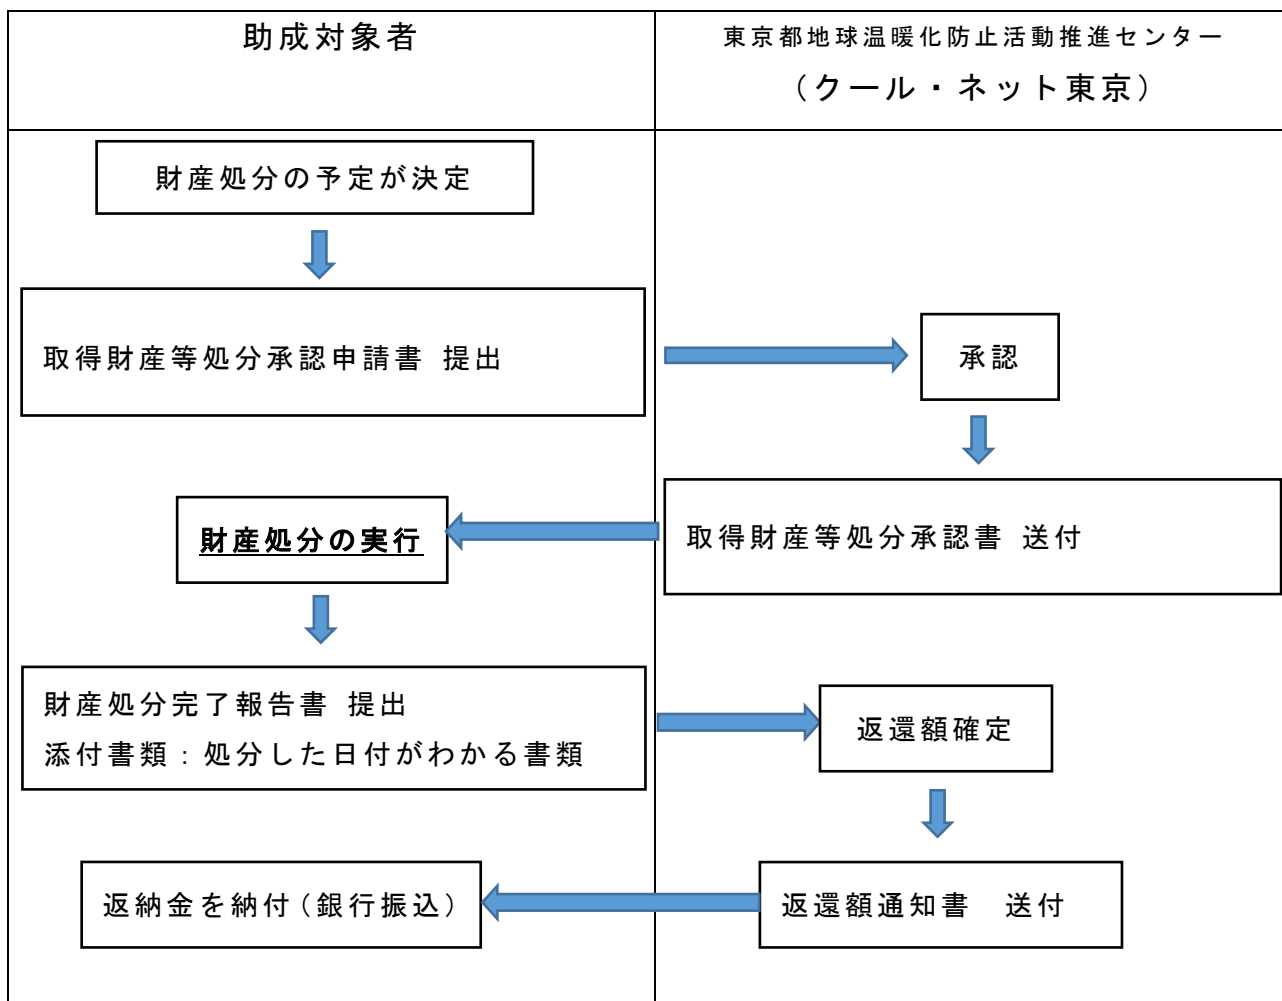 助成対象者
東京都地球温暖化防止活動推進センター
（クール・ネット東京）
財産処分の予定が決定
取得財産等処分承認申請書 提出
承認
取得財産等処分承認書 送付
財産処分の実行
財産処分完了報告書 提出
添付書類：処分した日付がわかる書類
返還額確定
返還額通知書　送付
返納金を納付（銀行振込）